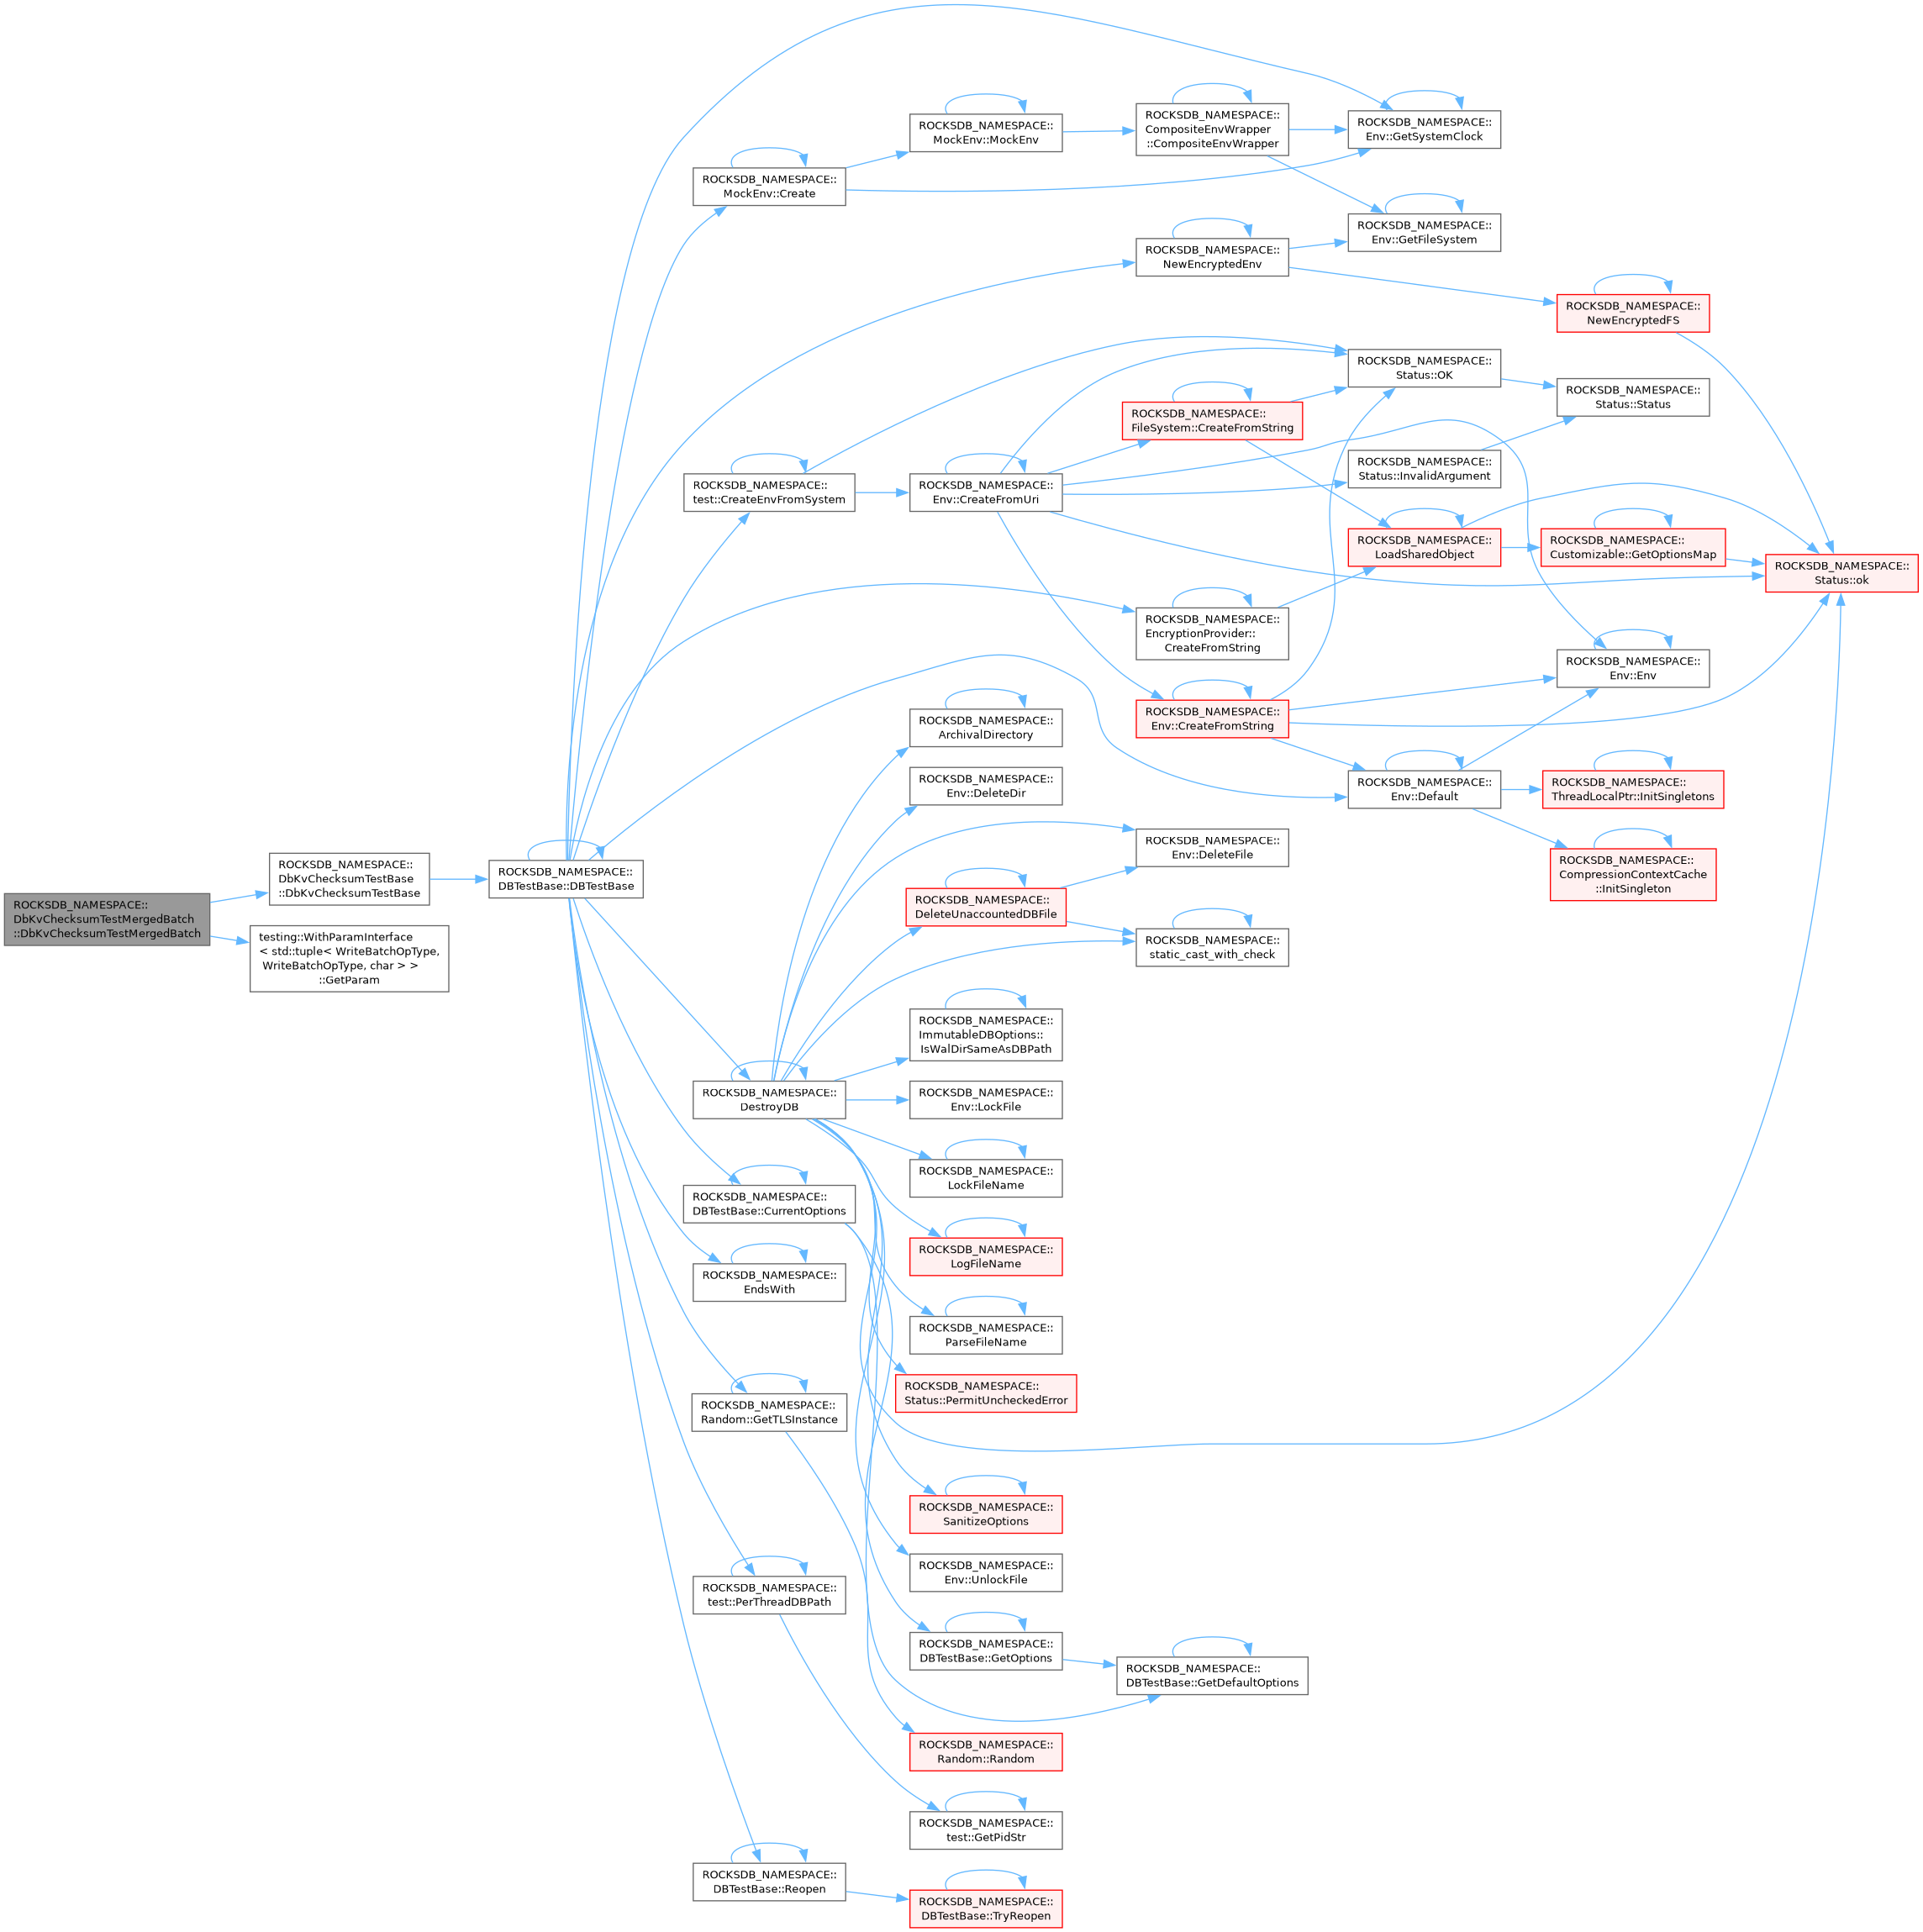 ROCKSDB_NAMESPACE::
DbKvChecksumTestMergedBatch
::DbKvChecksumTestMergedBatch
ROCKSDB_NAMESPACE::
DbKvChecksumTestBase
::DbKvChecksumTestBase
testing::WithParamInterface
< std::tuple< WriteBatchOpType,
WriteBatchOpType, char > >
::GetParam
ROCKSDB_NAMESPACE::
DBTestBase::DBTestBase
ROCKSDB_NAMESPACE::
MockEnv::Create
ROCKSDB_NAMESPACE::
test::CreateEnvFromSystem
ROCKSDB_NAMESPACE::
DestroyDB
ROCKSDB_NAMESPACE::
DBTestBase::CurrentOptions
ROCKSDB_NAMESPACE::
EndsWith
ROCKSDB_NAMESPACE::
Random::GetTLSInstance
ROCKSDB_NAMESPACE::
test::PerThreadDBPath
ROCKSDB_NAMESPACE::
DBTestBase::Reopen
ROCKSDB_NAMESPACE::
MockEnv::MockEnv
ROCKSDB_NAMESPACE::
Env::CreateFromUri
ROCKSDB_NAMESPACE::
ArchivalDirectory
ROCKSDB_NAMESPACE::
Env::DeleteDir
ROCKSDB_NAMESPACE::
DeleteUnaccountedDBFile
ROCKSDB_NAMESPACE::
ImmutableDBOptions::
IsWalDirSameAsDBPath
ROCKSDB_NAMESPACE::
Env::LockFile
ROCKSDB_NAMESPACE::
LockFileName
ROCKSDB_NAMESPACE::
LogFileName
ROCKSDB_NAMESPACE::
ParseFileName
ROCKSDB_NAMESPACE::
Status::PermitUncheckedError
ROCKSDB_NAMESPACE::
SanitizeOptions
ROCKSDB_NAMESPACE::
Env::UnlockFile
ROCKSDB_NAMESPACE::
DBTestBase::GetOptions
ROCKSDB_NAMESPACE::
Random::Random
ROCKSDB_NAMESPACE::
test::GetPidStr
ROCKSDB_NAMESPACE::
DBTestBase::TryReopen
ROCKSDB_NAMESPACE::
CompositeEnvWrapper
::CompositeEnvWrapper
ROCKSDB_NAMESPACE::
NewEncryptedEnv
ROCKSDB_NAMESPACE::
FileSystem::CreateFromString
ROCKSDB_NAMESPACE::
EncryptionProvider::
CreateFromString
ROCKSDB_NAMESPACE::
Env::CreateFromString
ROCKSDB_NAMESPACE::
Env::DeleteFile
ROCKSDB_NAMESPACE::
static_cast_with_check
ROCKSDB_NAMESPACE::
DBTestBase::GetDefaultOptions
ROCKSDB_NAMESPACE::
Env::GetSystemClock
ROCKSDB_NAMESPACE::
Env::GetFileSystem
ROCKSDB_NAMESPACE::
Status::OK
ROCKSDB_NAMESPACE::
Status::InvalidArgument
ROCKSDB_NAMESPACE::
LoadSharedObject
ROCKSDB_NAMESPACE::
Env::Default
ROCKSDB_NAMESPACE::
NewEncryptedFS
ROCKSDB_NAMESPACE::
Status::Status
ROCKSDB_NAMESPACE::
Customizable::GetOptionsMap
ROCKSDB_NAMESPACE::
Env::Env
ROCKSDB_NAMESPACE::
ThreadLocalPtr::InitSingletons
ROCKSDB_NAMESPACE::
CompressionContextCache
::InitSingleton
ROCKSDB_NAMESPACE::
Status::ok